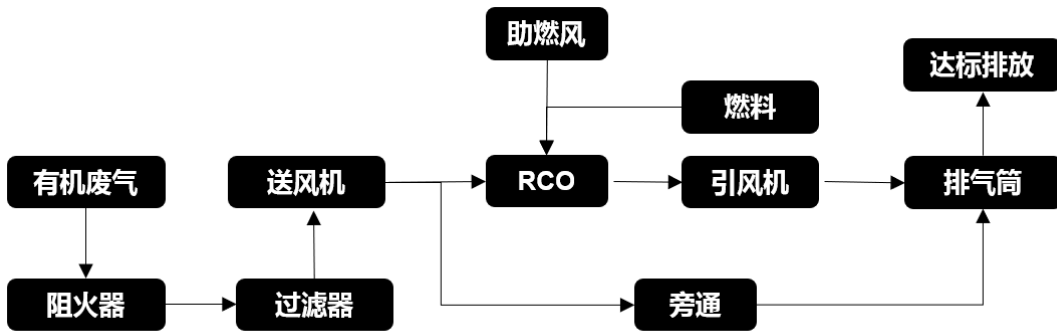 助燃风
达标排放
燃料
有机废气
送风机
RCO
引风机
排气筒
阻火器
过滤器
旁通